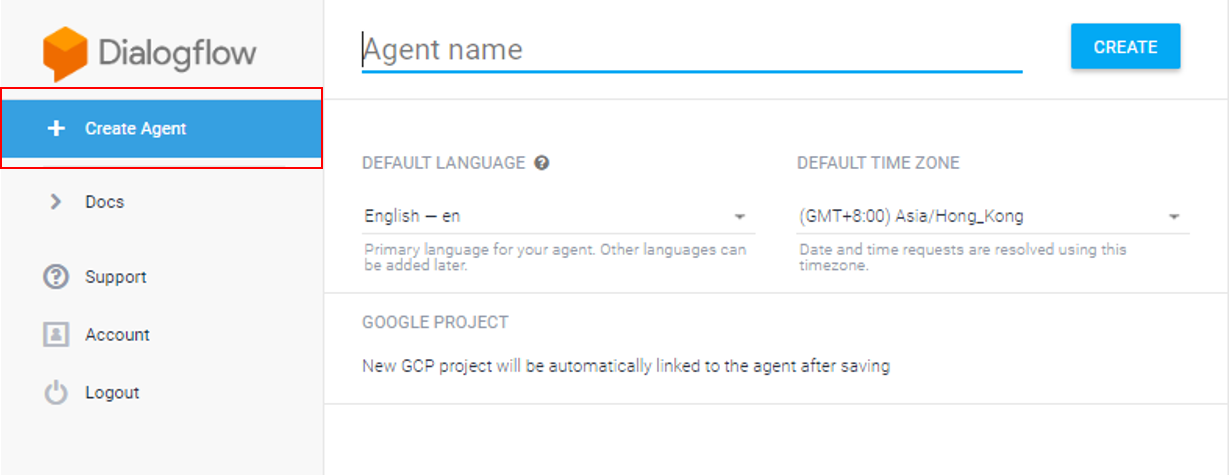 Dialogflow
Create Agent
Docs
Support
Account
Logout
Agent name
CREATE
DEFAULT LANGUAGE
English — en
Primary language for your agent. Other languages can
be added later.
DEFAULT TIME ZONE
(GMT+8:00) Asia/Hong_Kong
Date and time requests are resolved using this
timezone.
GOOGLE PROJECT
New GCP project will be automatically linked to the agent after saving